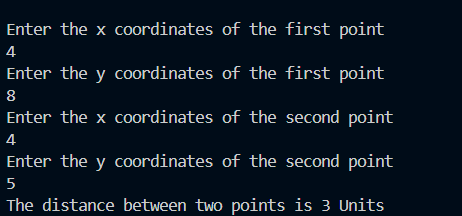 Enter the x coordinates of the first point
4
Enter the y coordinates of the first point
8
Enter the x coordinates of the second point
4
Enter the y coordinates of the second point
5
The distance between two points is 3 Units